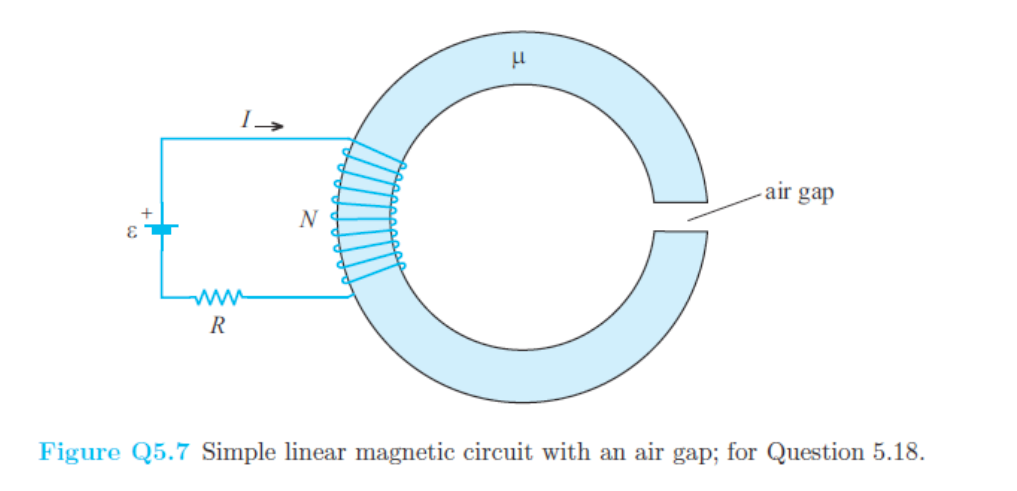 μ
I
air gap
N
+
ε
R
Figure Q5.7 Simple linear magnetic circuit with an air gap; for Question 5.18.